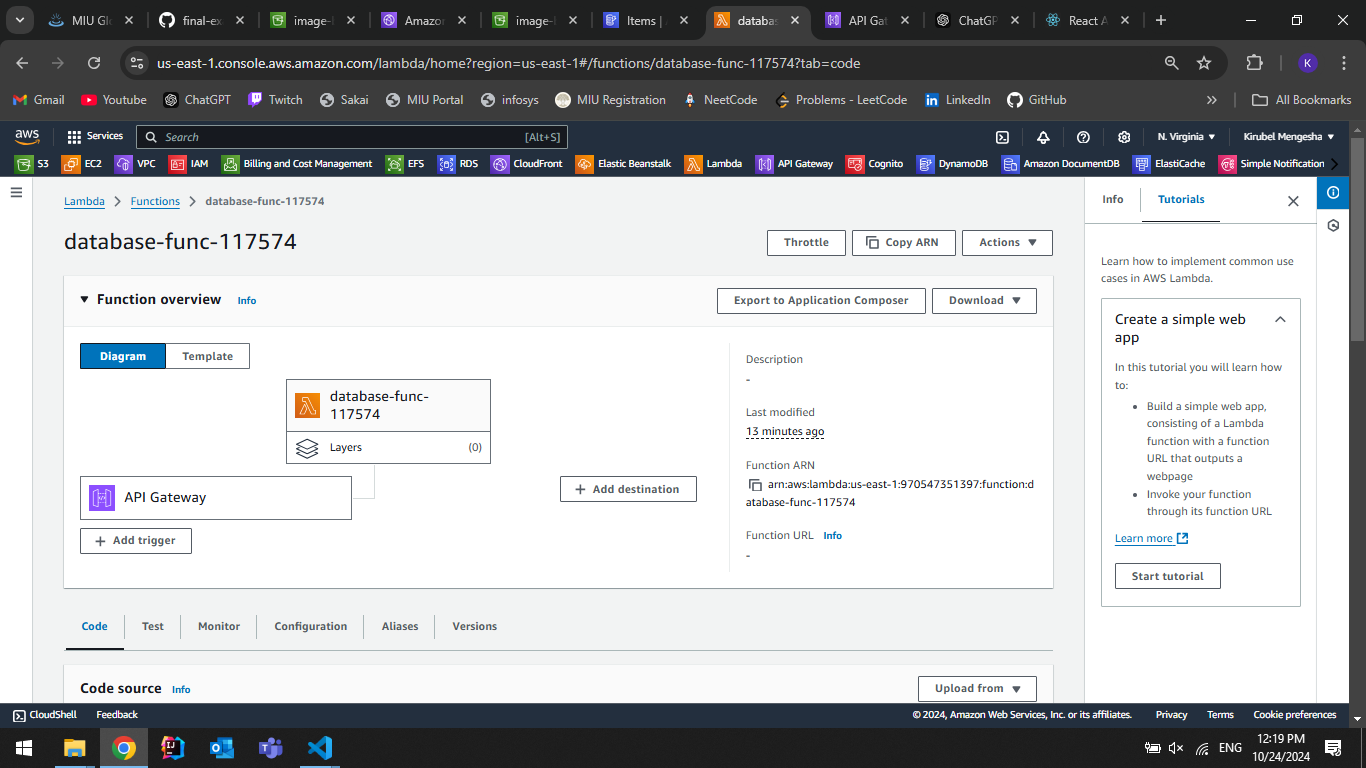 MIU Glo
final-ex
image-l
Amazon
image-l
Items | A
databas
API Gat
ChatGP
React A
us-east-1.console.aws.amazon.com/lambda/home?region=us-east-1#/functions/database-func-117574?tab=code
K
Gmail
Youtube
ChatGPT
Twitch
Sakai
MIU Portal
infosys
MIU Registration
NeetCode
Problems - LeetCode
LinkedIn
GitHub
»
All Bookmarks
aws
Services
Search
[Alt+S]
N. Virginia
Kirubel Mengesha
S3
EC2
VPC
IAM
Billing and Cost Management
EFS
RDS
CloudFront
Elastic Beanstalk
Lambda
API Gateway
Cognito
DynamoDB
Amazon DocumentDB
ElastiCache
Simple Notification
Lambda
Functions
database-func-117574
database-func-117574
Throttle
Copy ARN
Actions
Function overview
Info
Export to Application Composer
Download
Diagram
Template
database-func-
117574
Layers
(0)
API Gateway
+ Add trigger
+ Add destination
Description
-
Last modified
13 minutes ago
Function ARN
arn:aws:lambda:us-east-1:970547351397:function:d
atabase-func-117574
Function URL
Info
-
Code
Test
Monitor
Configuration
Aliases
Versions
Code source
Info
Upload from
Info
Tutorials
Learn how to implement common use
cases in AWS Lambda.
Create a simple web
app
In this tutorial you will learn how
to:
• Build a simple web app,
consisting of a Lambda
function with a function
URL that outputs a
webpage
• Invoke your function
through its function URL
Learn more
Start tutorial
CloudShell
Feedback
© 2024, Amazon Web Services, Inc. or its affiliates.
Privacy
Terms
Cookie preferences
ENG
12:19 PM
10/24/2024